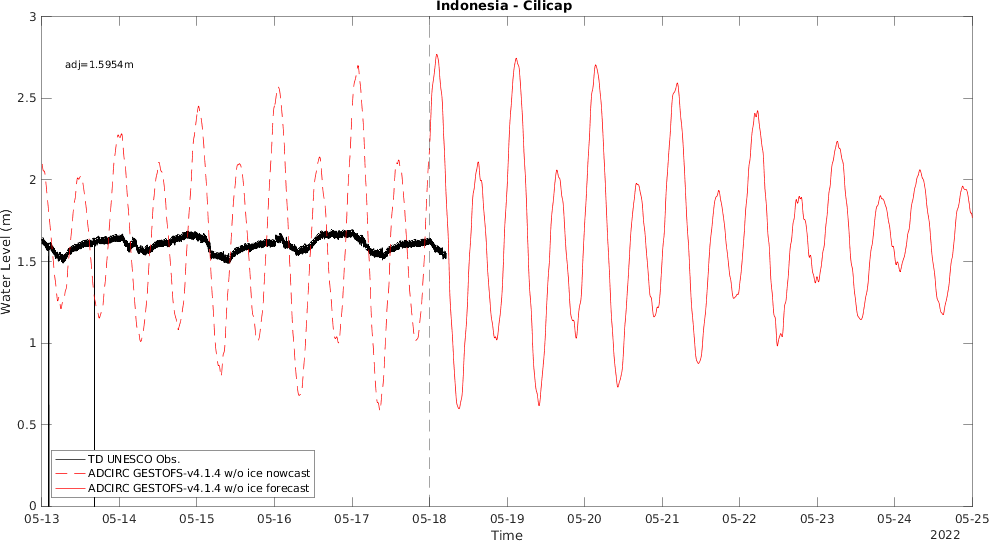 Indonesia - Cilicap
adj=1.5954m
3
2.5
2
1.5
1
0.5
0
Water Level (m)
TD UNESCO Obs.
ADCIRC GESTOFS-v4.1.4 w/o ice nowcast
ADCIRC GESTOFS-v4.1.4 w/o ice forecast
05-13 05-14 05-15 05-16 05-17 05-18 05-19 05-20 05-21 05-22 05-23 05-24 05-25
Time
2022